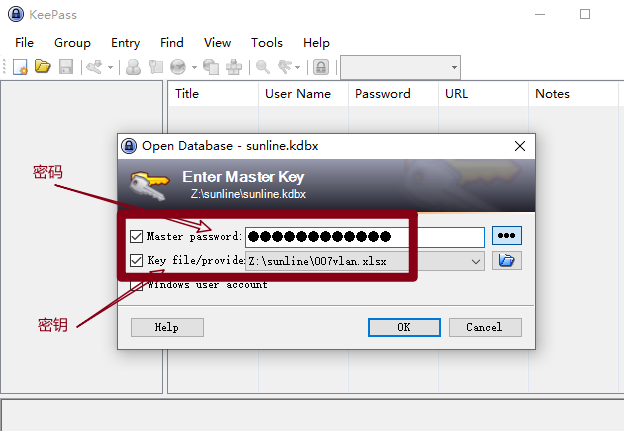 KeePass
File Group Entry Find View Tools Help
Title User Name Password URL Notes
Open Database - sunline.kdbx
Enter Master Key
Z:\sunline\sunline.kdbx
密码
Master password: ●●●●●●●●●●●●
Key file/provide Z:\sunline\007vlan.xlsx
Windows user account
密钥
Help OK Cancel